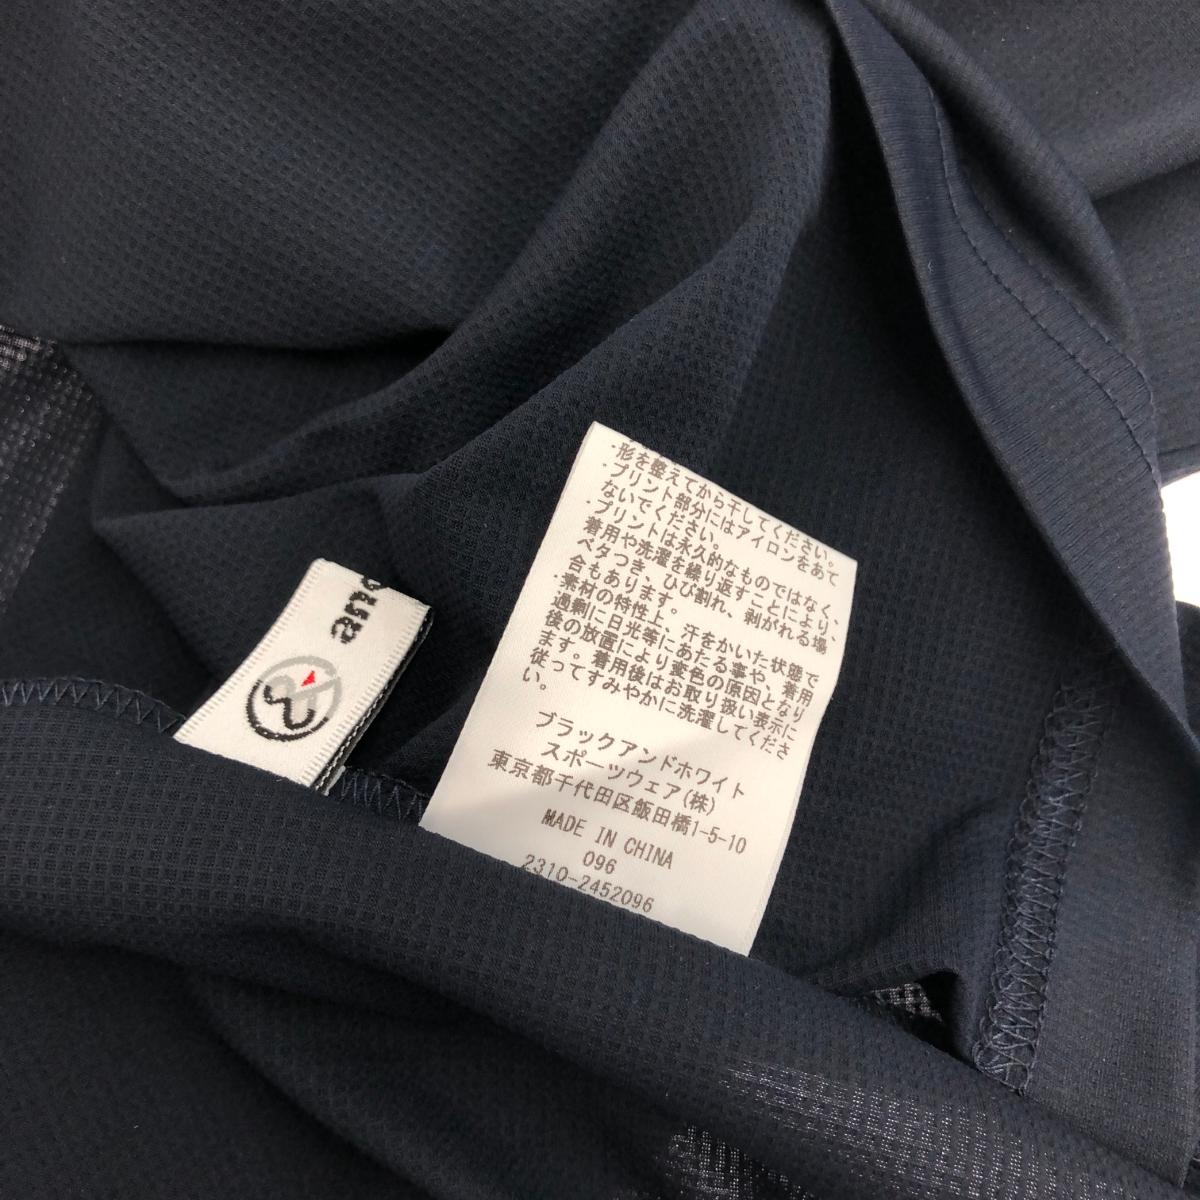 ・形を整えてから干してください。
・プリント部分にはアイロンをあて
ないでください。
・プリントは永久的なものではなく、
着用や洗濯を繰り返すことにより、
ベタつき、ひび割れ、剥がれる場
合もあります。
・素材の特性上、汗をかいた状態で
過剰に日光等にあたる事や、着用
後の放置により変色の原因となり
ます。着用後はお取り扱い表示に
従ってすみやかに洗濯してくださ
い。
ブラックアンドホワイト
スポーツウェア(株)
東京都千代田区飯田橋1-5-10
MADE IN CHINA
096
2310-2452096